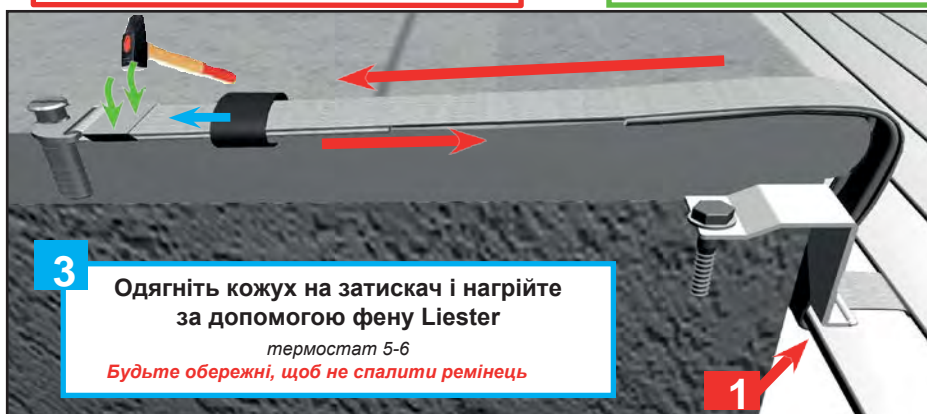 3
Одягніть кожух на затискач і нагрійте
за допомогою фену Liester
термостат 5-6
Будьте обережні, щоб не спалити ремінець
1